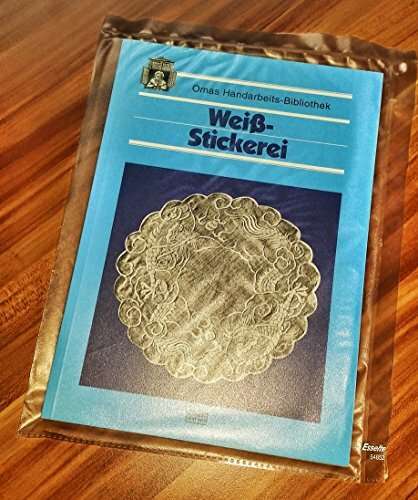 Omas Handarbeits-Bibliothek
Weiß-
Stickerei
Esselte